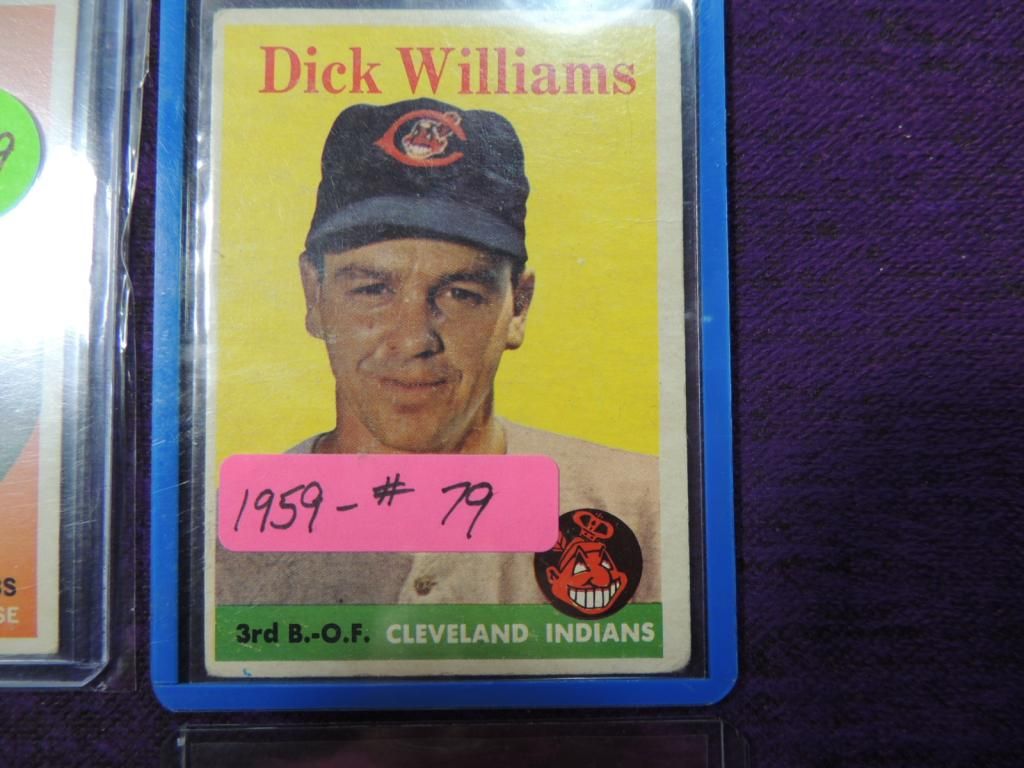 Dick Williams
1959 - # 79
3rd B.-O.F. CLEVELAND INDIANS